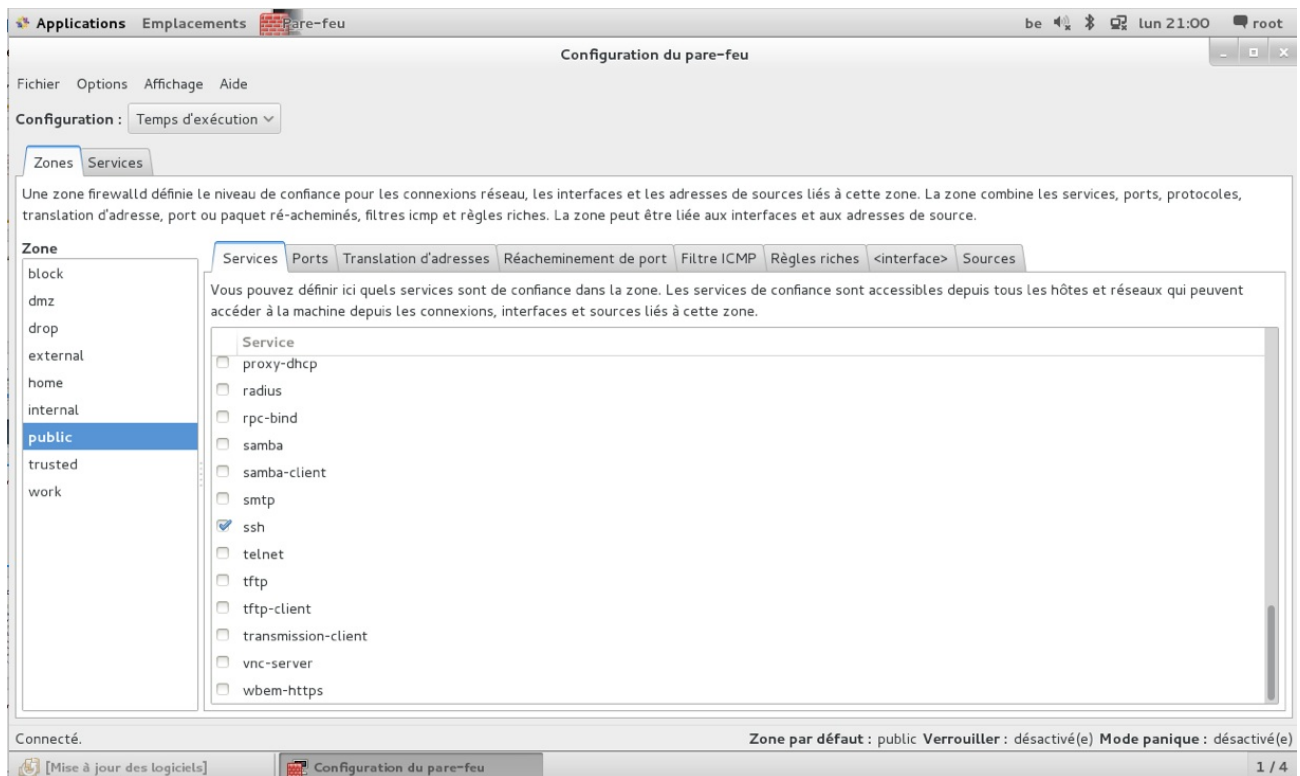 Applications Emplacements Pare-feu be lun 21:00 root
Configuration du pare-feu
Fichier Options Affichage Aide
Configuration : Temps d'exécution
Zones Services
Une zone firewalld définie le niveau de confiance pour les connexions réseau, les interfaces et les adresses de sources liés à cette zone. La zone combine les services, ports, protocoles,
translation d'adresse, port ou paquet ré-acheminés, filtres icmp et règles riches. La zone peut être liée aux interfaces et aux adresses de source.
Zone
block
dmz
drop
external
home
internal
public
trusted
work
Services Ports Translation d'adresses Réacheminement de port Filtre ICMP Règles riches <interface> Sources
Vous pouvez définir ici quels services sont de confiance dans la zone. Les services de confiance sont accessibles depuis tous les hôtes et réseaux qui peuvent
accéder à la machine depuis les connexions, interfaces et sources liés à cette zone.
Service
proxy-dhcp
radius
rpc-bind
samba
samba-client
smtp
ssh
telnet
tftp
tftp-client
transmission-client
vnc-server
wbem-https
Connecté. Zone par défaut : public Verrouiller : désactivé(e) Mode panique : désactivé(e)
[Mise à jour des logiciels] Configuration du pare-feu 1 / 4